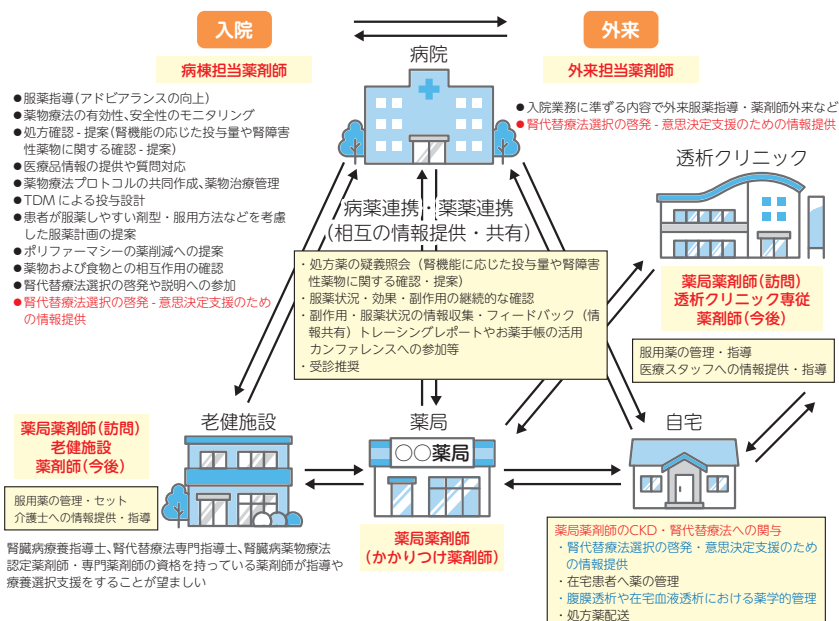 入院
外来
病院
病棟担当薬剤師
外来担当薬剤師
●服薬指導(アドビアランスの向上)
●薬物療法の有効性、安全性のモニタリング
●処方確認 - 提案(腎機能の応じた投与量や腎障害
性薬物に関する確認 - 提案)
●医療品情報の提供や質問対応
●薬物療法プロトコルの共同作成、薬物治療管理
●TDM による投与設計
●患者が服薬しやすい剤型・服用方法などを考慮
した服薬計画の提案
●ポリファーマシーの薬削減への提案
●薬物および食物との相互作用の確認
●腎代替療法選択の啓発や説明への参加
●腎代替療法選択の啓発 - 意思決定支援のため
の情報提供
●入院業務に準ずる内容で外来服薬指導・薬剤師外来など
●腎代替療法選択の啓発 - 意思決定支援のための情報提供
透析クリニック
病薬連携・薬薬連携
(相互の情報提供・共有)
・処方薬の疑義照会（腎機能に応じた投与量や腎障害
性薬物に関する確認・提案）
・服薬状況・効果・副作用の継続的な確認
・副作用・服薬状況の情報収集・フィードバック（情
報共有）トレーシングレポートやお薬手帳の活用
カンファレンスへの参加等
・受診推奨
薬局薬剤師(訪問)
透析クリニック専従
薬剤師(今後)
服用薬の管理・指導
医療スタッフへの情報提供・指導
薬局薬剤師(訪問)
老健施設
薬剤師(今後)
老健施設
薬局
自宅
〇〇薬局
服用薬の管理・セット
介護士への情報提供・指導
薬局薬剤師
(かかりつけ薬剤師)
腎臓病療養指導士、腎代替療法専門指導士、腎臓病薬物療法
認定薬剤師・専門薬剤師の資格を持っている薬剤師が指導や
療養選択支援をすることが望ましい
薬局薬剤師のCKD・腎代替療法への関与
・腎代替療法選択の啓発・意思決定支援のため
の情報提供
・在宅患者へ薬の管理
・腹膜透析や在宅血液透析における薬学的管理
・処方薬配送